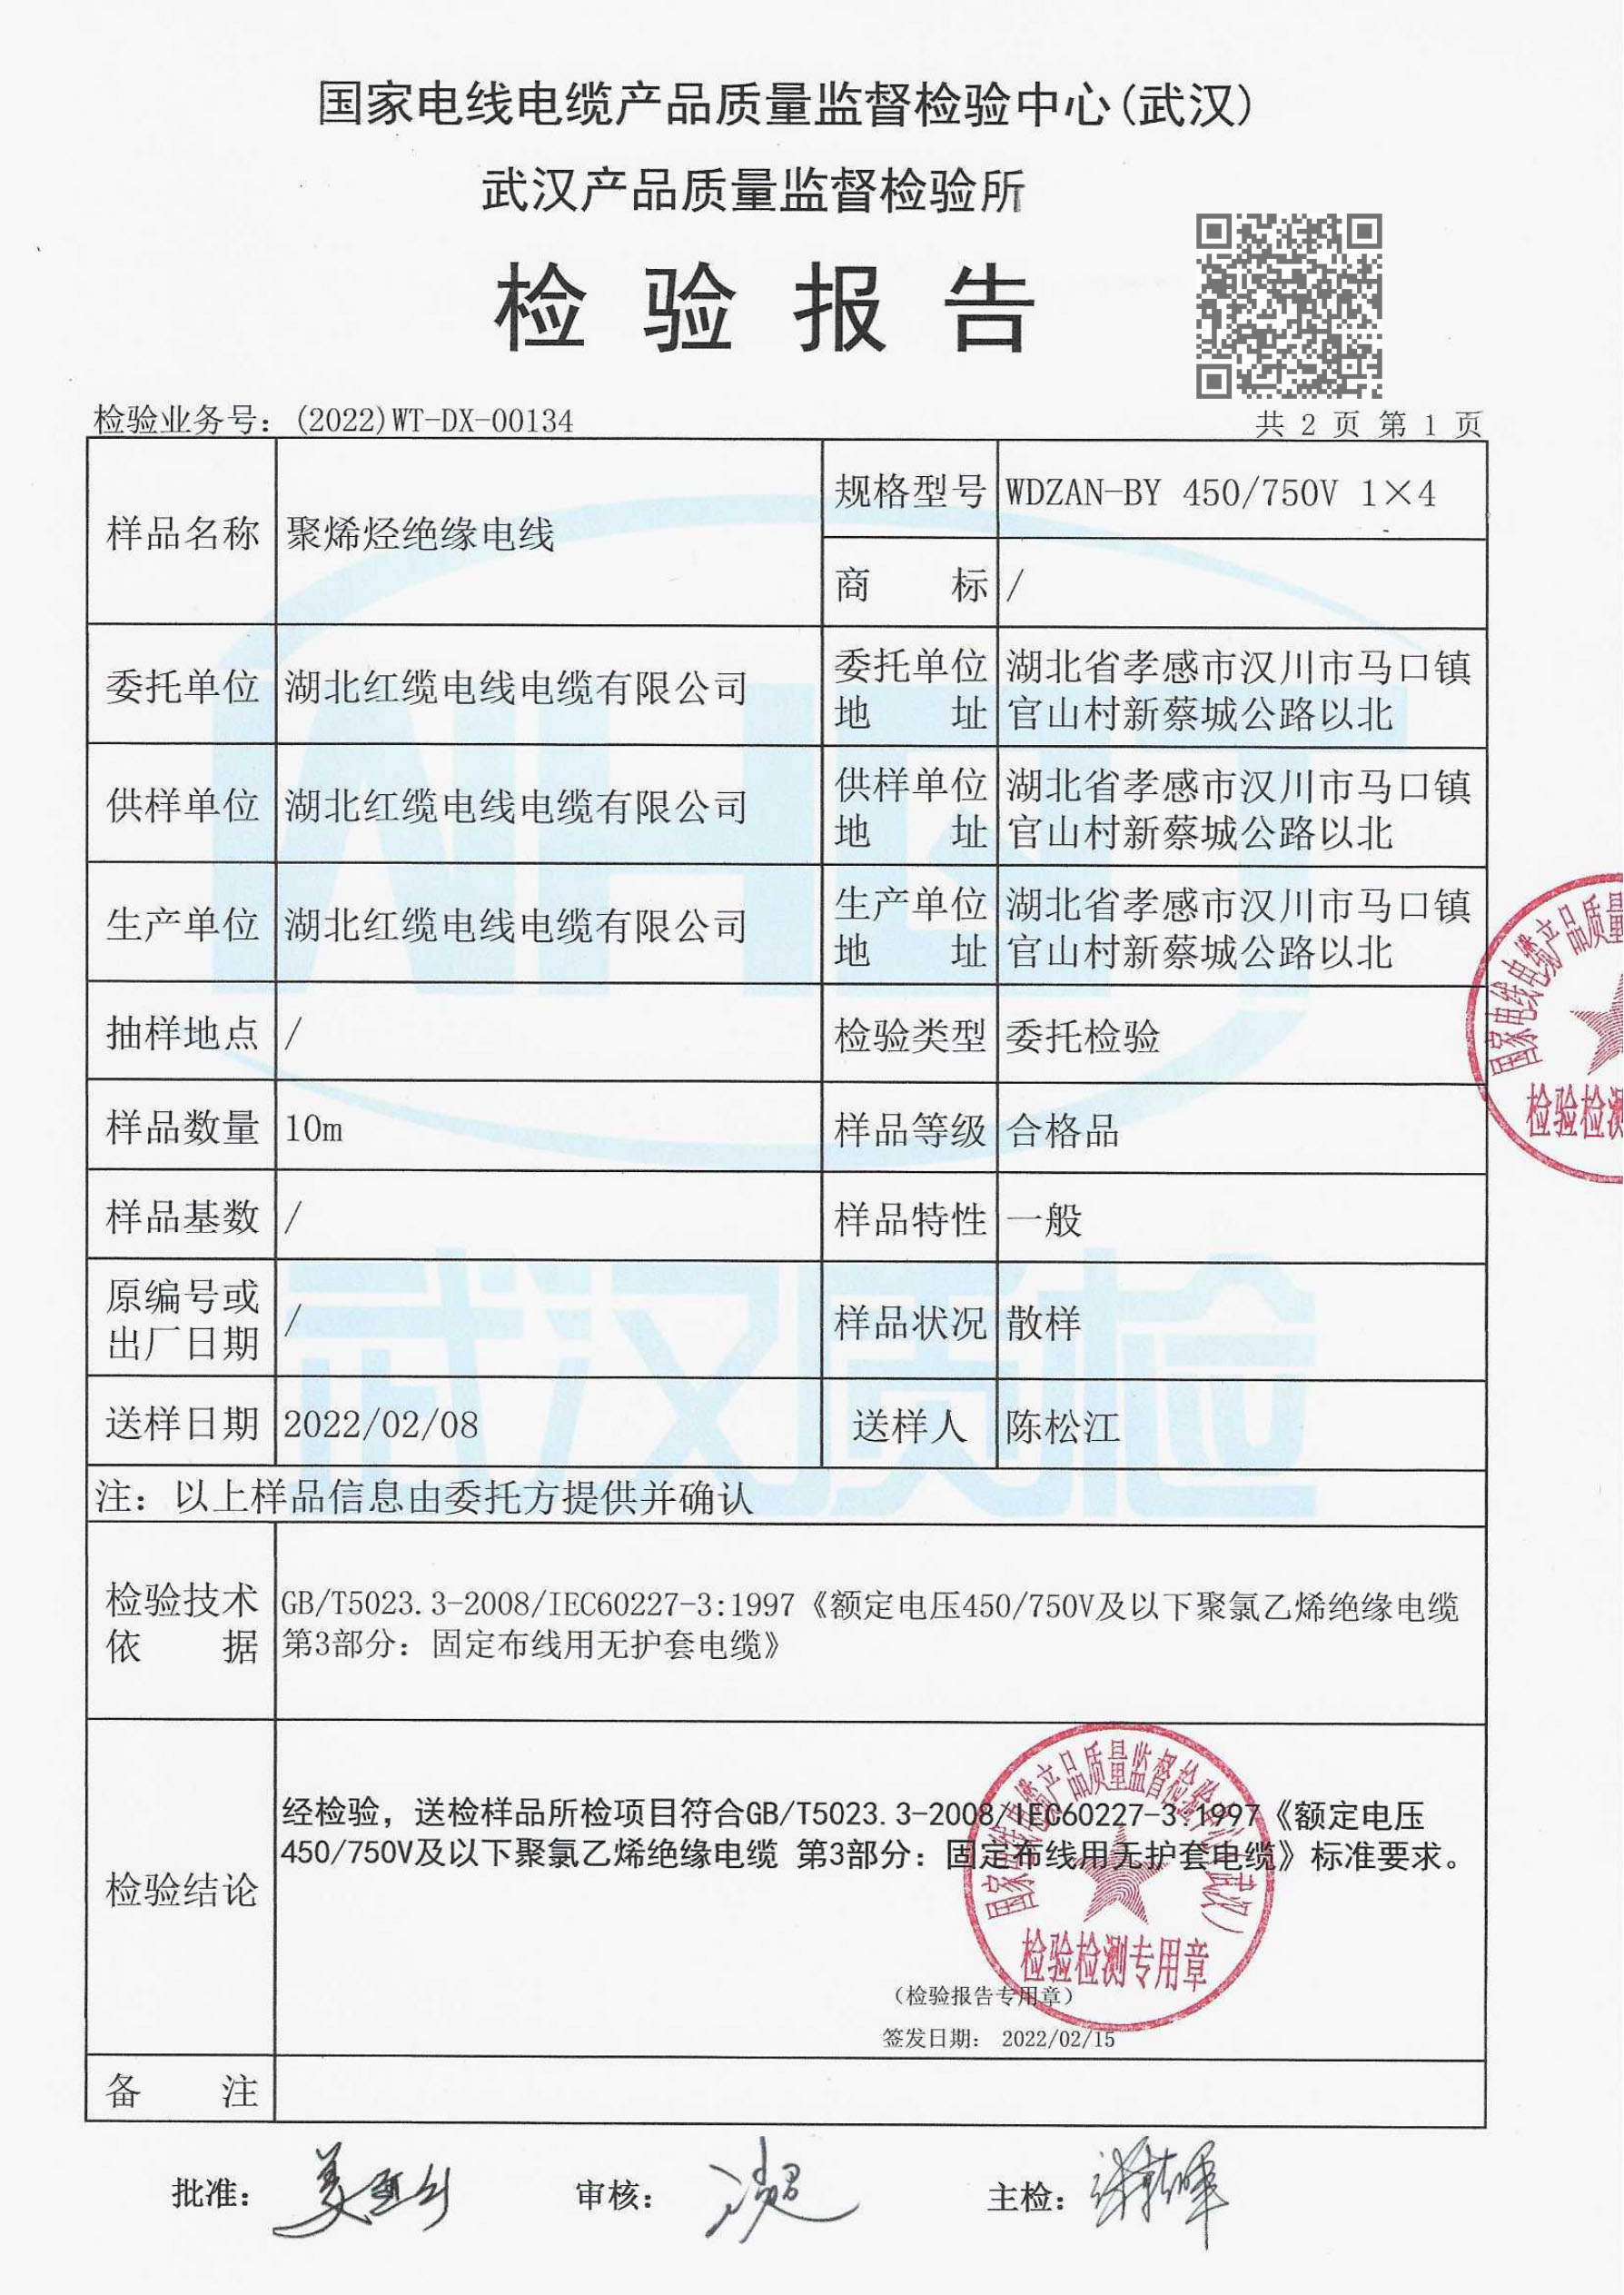 国家电线电缆产品质量监督检验中心(武汉)
武汉产品质量监督检验所
检验报告
检验业务号：(2022)WT-DX-00134
共 2 页 第 1 页
样品名称 聚烯烃绝缘电线
规格型号 WDZAN-BY 450/750V 1×4
商 标 /
委托单位 湖北红缆电线电缆有限公司
委托单位
地 址
湖北省孝感市汉川市马口镇
官山村新蔡城公路以北
供样单位 湖北红缆电线电缆有限公司
供样单位
地 址
湖北省孝感市汉川市马口镇
官山村新蔡城公路以北
生产单位 湖北红缆电线电缆有限公司
生产单位
地 址
湖北省孝感市汉川市马口镇
官山村新蔡城公路以北
抽样地点 / 检验类型 委托检验
样品数量 10m 样品等级 合格品
样品基数 / 样品特性 一般
原编号或
出厂日期
/
样品状况 散样
送样日期 2022/02/08 送样人 陈松江
注：以上样品信息由委托方提供并确认
检验技术
依 据
GB/T5023.3-2008/IEC60227-3:1997《额定电压450/750V及以下聚氯乙烯绝缘电缆
第3部分：固定布线用无护套电缆》
检验结论
经检验，送检样品所检项目符合GB/T5023.3-2008/IEC60227-3:1997《额定电压
450/750V及以下聚氯乙烯绝缘电缆 第3部分：固定布线用无护套电缆》标准要求。
国家电线电缆产品质量监督检验中心(武汉)
检验检测专用章
（检验报告专用章）
签发日期： 2022/02/15
备 注
批准：
审核：
主检：
国家电线电缆产品质量
检验检测
武汉质检